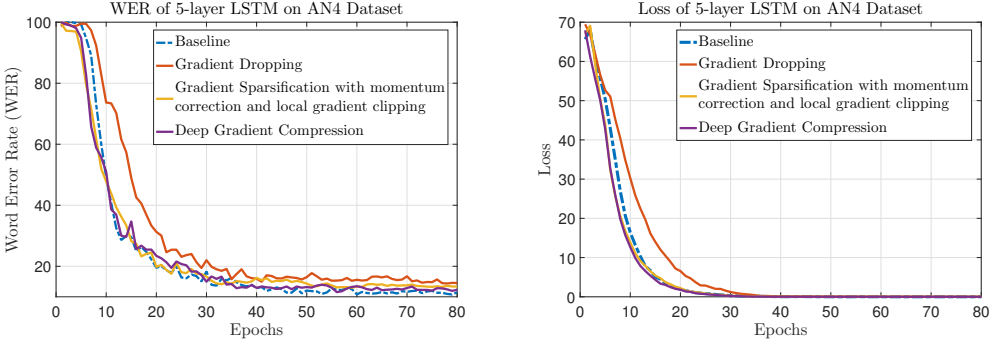 WER of 5-layer LSTM on AN4 Dataset
Word Error Rate (WER)
100
80
60
40
20
0
10
20
30
40
50
60
70
80
Epochs
Baseline
Gradient Dropping
Gradient Sparsification with momentum
correction and local gradient clipping
Deep Gradient Compression
Loss of 5-layer LSTM on AN4 Dataset
Loss
70
60
50
40
30
20
10
0
0
10
20
30
40
50
60
70
80
Epochs
Baseline
Gradient Dropping
Gradient Sparsification with momentum
correction and local gradient clipping
Deep Gradient Compression